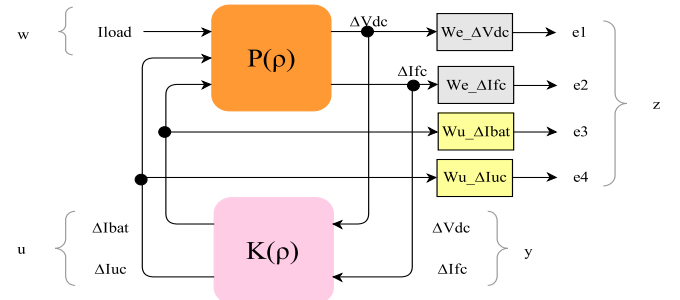 w
Iload
P(ρ)
ΔVdc
We_ΔVdc
e1
ΔIfc
We_ΔIfc
e2
z
Wu_ΔIbat
e3
Wu_ΔIuc
e4
u
ΔIbat
ΔIuc
K(ρ)
ΔVdc
ΔIfc
y